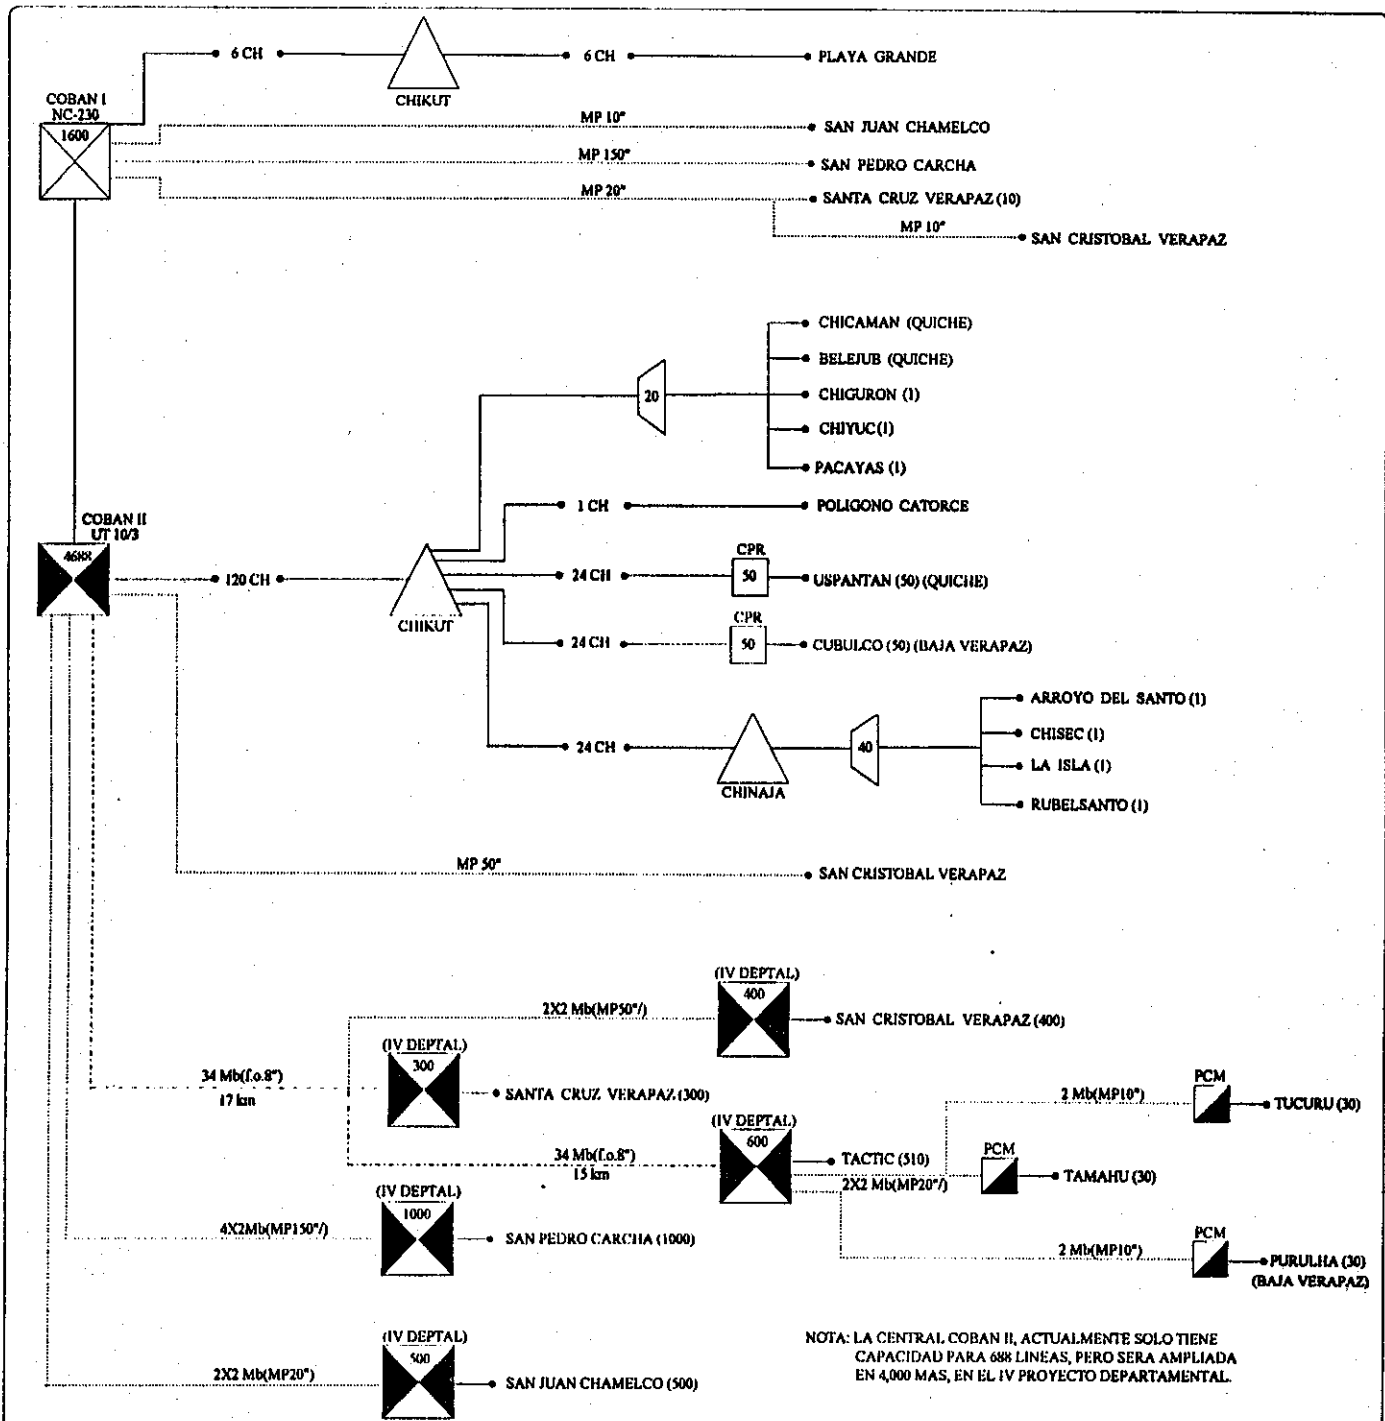 6 CH
6 CH
PLAYA GRANDE
CHIKUT
COBAN I
NC-230
1600
MP 10"
SAN JUAN CHAMELCO
MP 150"
SAN PEDRO CARCHA
MP 20"
SANTA CRUZ VERAPAZ (10)
MP 10"
SAN CRISTOBAL VERAPAZ
CHICAMAN (QUICHE)
BELEJUB (QUICHE)
20
CHIGURON (1)
CHIYUC(1)
PACAYAS (1)
1 CH
POLIGONO CATORCE
COBAN II
UT 10/3
4688
120 CH
CHIKUT
24 CH
CPR
50
USPANTAN (50) (QUICHE)
24 CH
CPR
50
CUBULCO (50) (BAJA VERAPAZ)
24 CH
CHINAJA
40
ARROYO DEL SANTO (1)
CHISEC (1)
LA ISLA (1)
RUBELSANTO (1)
MP 50"
SAN CRISTOBAL VERAPAZ
(IV DEPTAL)
400
2X2 Mb(MP50"/)
SAN CRISTOBAL VERAPAZ (400)
(IV DEPTAL)
300
34 Mb(f.o.8")
17 km
SANTA CRUZ VERAPAZ (300)
(IV DEPTAL)
600
34 Mb(f.o.8")
15 km
TACTIC (510)
2X2 Mb(MP20"/)
2 Mb(MP10")
PCM
TUCURU (30)
PCM
TAMAHU (30)
2 Mb(MP10")
PCM
PURULHA (30)
(BAJA VERAPAZ)
(IV DEPTAL)
1000
4X2Mb(MP150"/)
SAN PEDRO CARCHA (1000)
(IV DEPTAL)
500
2X2 Mb(MP20")
SAN JUAN CHAMELCO (500)
NOTA: LA CENTRAL COBAN II, ACTUALMENTE SOLO TIENE
CAPACIDAD PARA 688 LINEAS, PERO SERA AMPLIADA
EN 4,000 MAS, EN EL IV PROYECTO DEPARTAMENTAL.